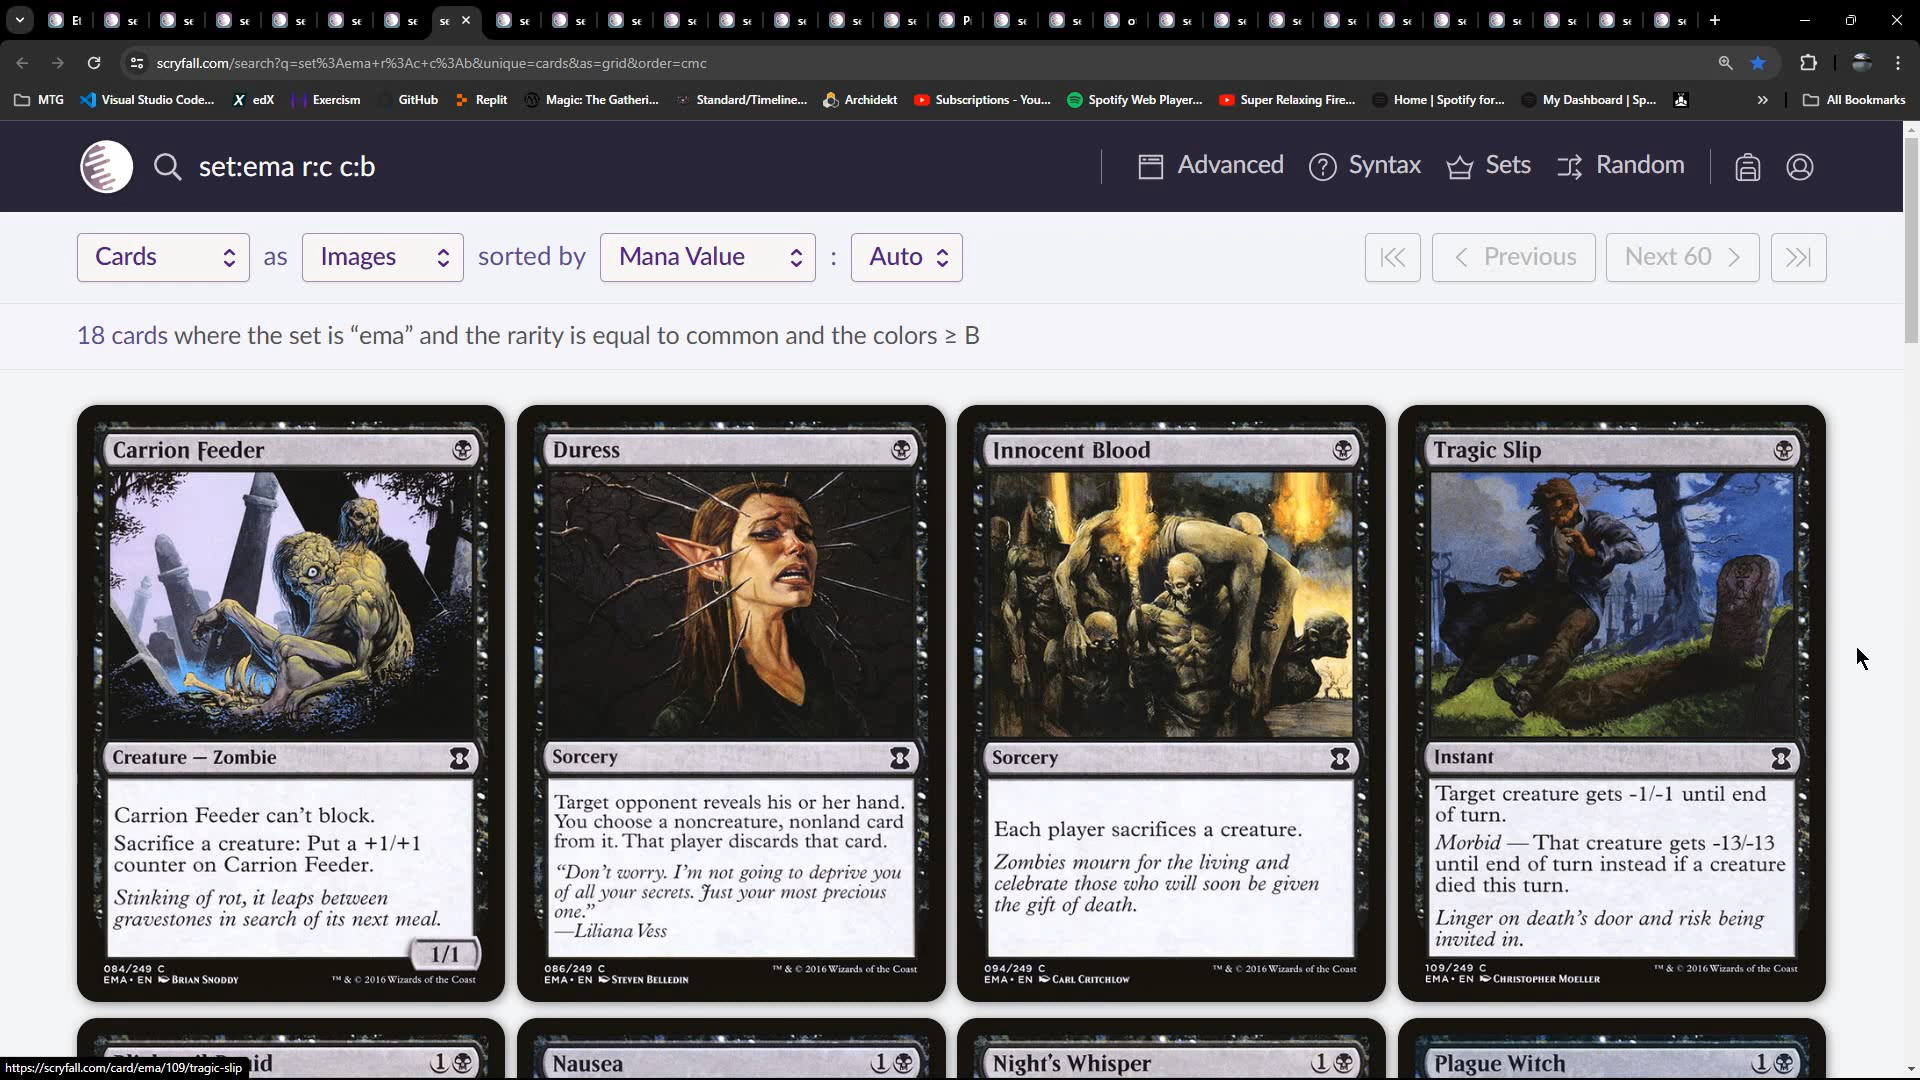 scryfall.com/search?q=set%3Aema+r%3Ac+c%3Ab&unique=cards&as=grid&order=cmc
MTG
Visual Studio Code...
edX
Exercism
GitHub
Replit
Magic: The Gatheri...
Standard/Timeline...
Archidekt
Subscriptions - You...
Spotify Web Player...
Super Relaxing Fire...
Home | Spotify for...
My Dashboard | Sp...
All Bookmarks
set:ema r:c c:b
Advanced
Syntax
Sets
Random
Cards as Images sorted by Mana Value : Auto
Previous
Next 60
18 cards where the set is “ema” and the rarity is equal to common and the colors ≥ B
Carrion Feeder
Creature — Zombie
Carrion Feeder can't block.
Sacrifice a creature: Put a +1/+1
counter on Carrion Feeder.
Stinking of rot, it leaps between
gravestones in search of its next meal.
1/1
084/249 C
EMA • EN BRIAN SNODDY
™ & © 2016 Wizards of the Coast
Duress
Sorcery
Target opponent reveals his or her hand.
You choose a noncreature, nonland card
from it. That player discards that card.
“Don't worry. I'm not going to deprive you
of all your secrets. Just your most precious
one.”
—Liliana Vess
086/249 C
EMA • EN STEVEN BELLEDIN
™ & © 2016 Wizards of the Coast
Innocent Blood
Sorcery
Each player sacrifices a creature.
Zombies mourn for the living and
celebrate those who will soon be given
the gift of death.
094/249 C
EMA • EN CARL CRITCHLOW
™ & © 2016 Wizards of the Coast
Tragic Slip
Instant
Target creature gets -1/-1 until end
of turn.
Morbid — That creature gets -13/-13
until end of turn instead if a creature
died this turn.
Linger on death's door and risk being
invited in.
109/249 C
EMA • EN CHRISTOPHER MOELLER
™ & © 2016 Wizards of the Coast
1
Nausea
1
Night's Whisper
1
Plague Witch
1
https://scryfall.com/card/ema/109/tragic-slip